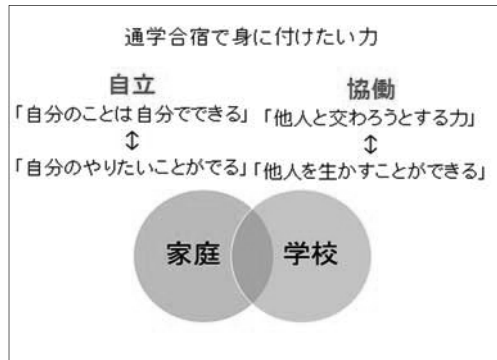 通学合宿で身に付けたい力
自立 協働
「自分のことは自分でできる」 「他人と交わろうとする力」
↕ ↕
「自分のやりたいことがでる」 「他人を生かすことができる」
家庭 学校